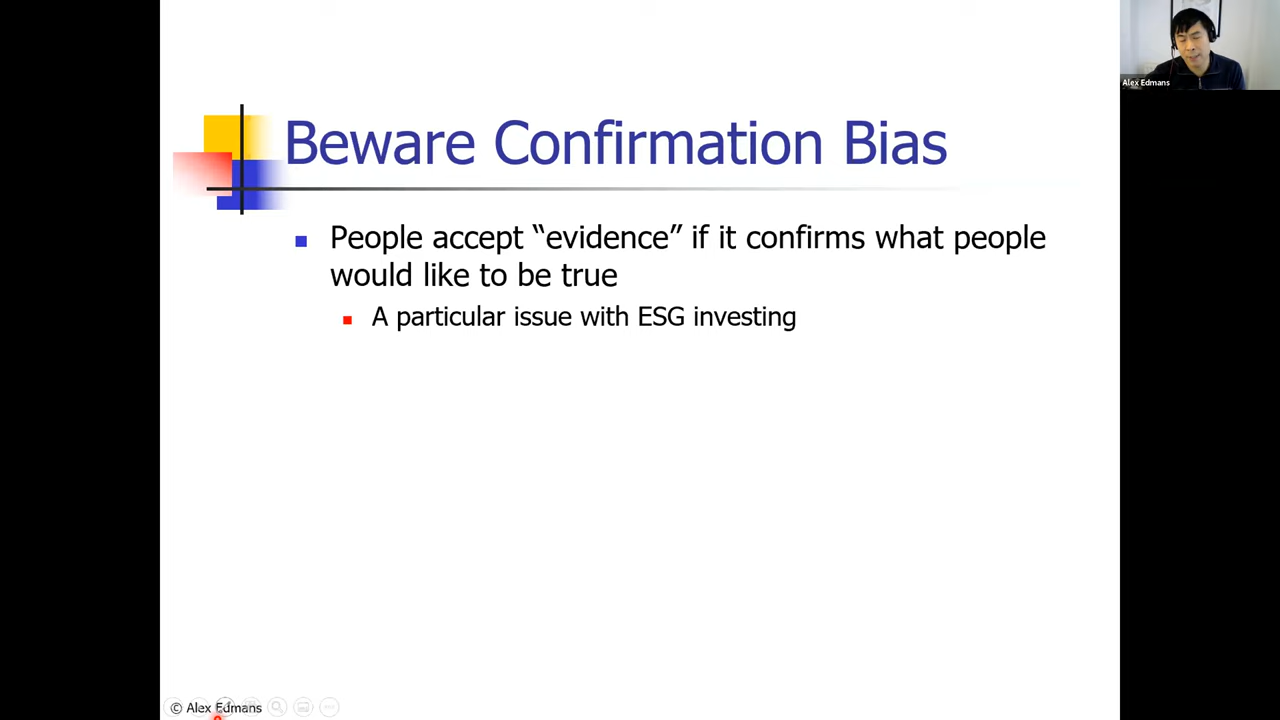 Alex Edmans
Beware Confirmation Bias
People accept “evidence” if it confirms what people
would like to be true
A particular issue with ESG investing
© Alex Edmans